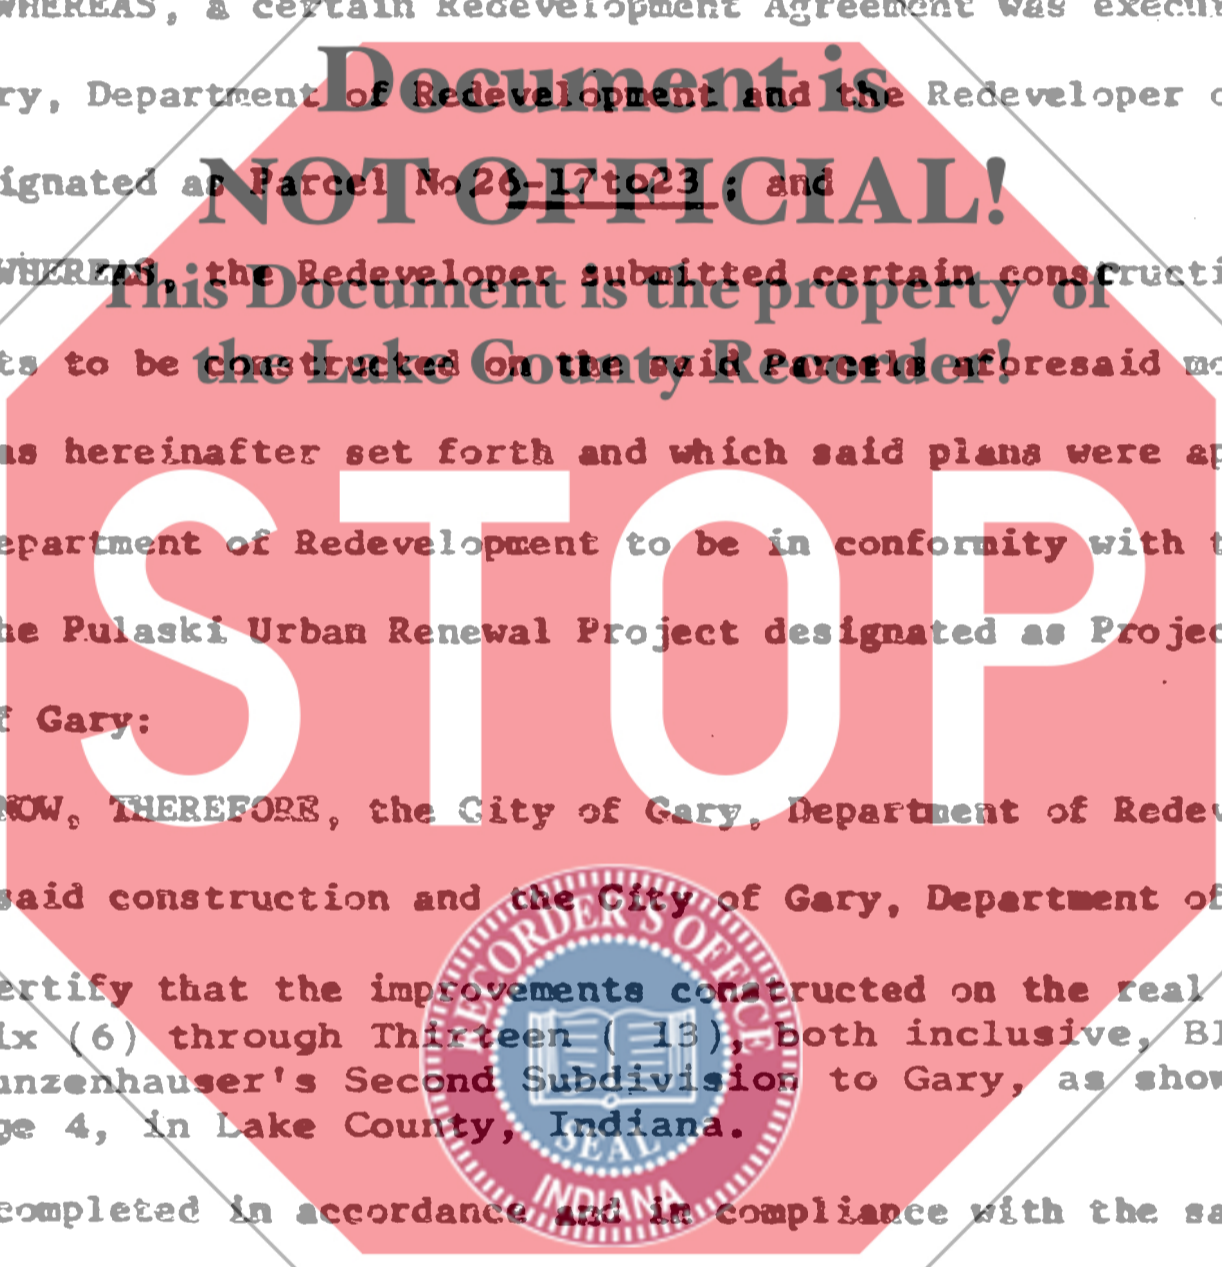 WHEREAS, a certain Redevelopment Agreement was execut
Document is
ry, Department of Redevelopment and the Redeveloper o
NOT OFFICIAL!
ignated as Parcel No 26-17to23 ; and
This Document is the property of
WHEREAS, the Redeveloper submitted certain constructi
the Lake County Recorder!
ts to be constructed on the said Parcels aforesaid mo
as hereinafter set forth and which said plans were ap
STOP
epartment of Redevelopment to be in conformity with t
he Pulaski Urban Renewal Project designated as Projec
f Gary:
NOW, THEREFORE, the City of Gary, Department of Redev
said construction and the City of Gary, Department of
RECORDER'S OFFICE
ertify that the improvements constructed on the real
ix (6) through Thirteen ( 13), both inclusive, Bl
unzenhauser's Second Subdivision to Gary, as show
ge 4, in Lake County, Indiana.
SEAL
INDIANA
completed in accordance and in compliance with the sa